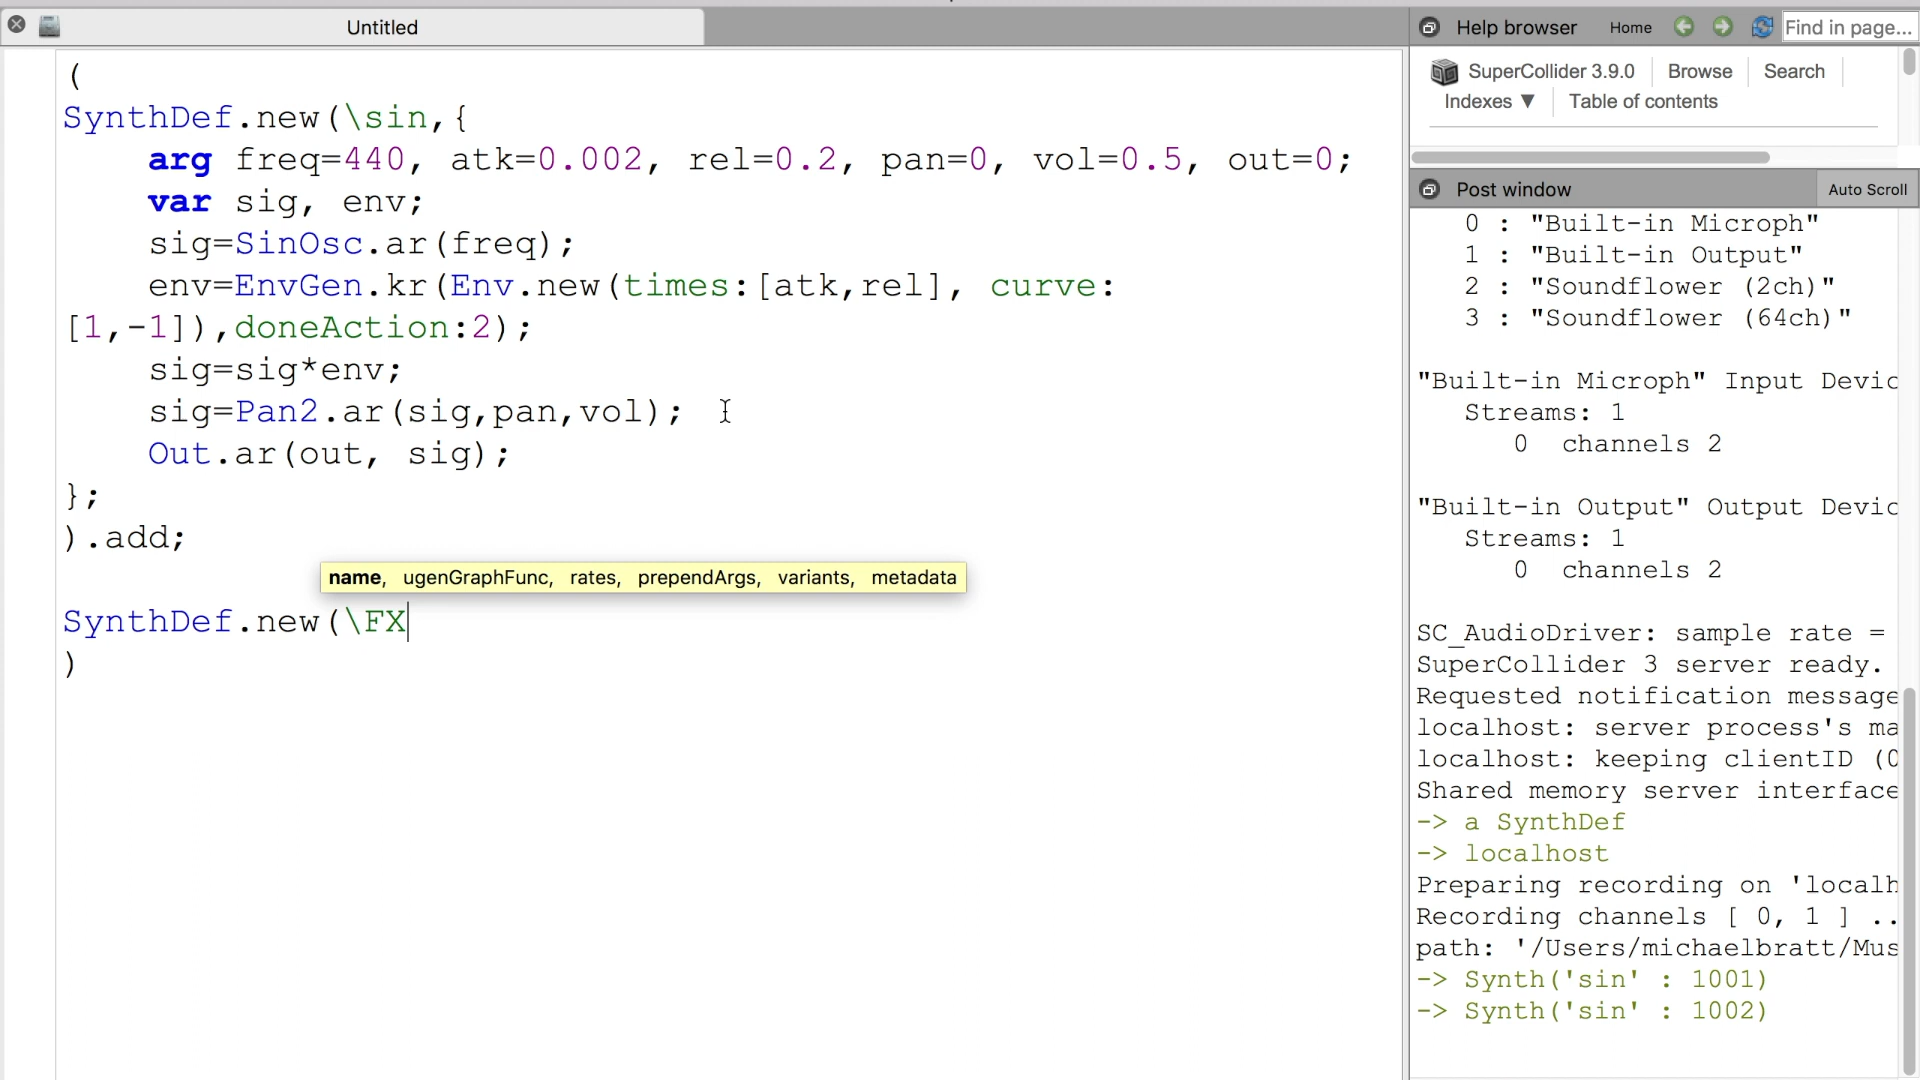 Untitled
(
SynthDef.new(\sin,{
arg freq=440, atk=0.002, rel=0.2, pan=0, vol=0.5, out=0;
var sig, env;
sig=SinOsc.ar(freq);
env=EnvGen.kr(Env.new(times:[atk,rel], curve:
[1,-1]),doneAction:2);
sig=sig*env;
sig=Pan2.ar(sig,pan,vol);
Out.ar(out, sig);
};
).add;
name, ugenGraphFunc, rates, prependArgs, variants, metadata
SynthDef.new(\FX
)
Help browser Home Find in page...
SuperCollider 3.9.0 Browse Search
Indexes ▼ Table of contents
Post window Auto Scroll
0 : "Built-in Microph"
1 : "Built-in Output"
2 : "Soundflower (2ch)"
3 : "Soundflower (64ch)"
"Built-in Microph" Input Devic
Streams: 1
0 channels 2
"Built-in Output" Output Devic
Streams: 1
0 channels 2
SC_AudioDriver: sample rate =
SuperCollider 3 server ready.
Requested notification message
localhost: server process's ma
localhost: keeping clientID (0
Shared memory server interface
-> a SynthDef
-> localhost
Preparing recording on 'localh
Recording channels [ 0, 1 ] ..
path: '/Users/michaelbratt/Mus
-> Synth('sin' : 1001)
-> Synth('sin' : 1002)